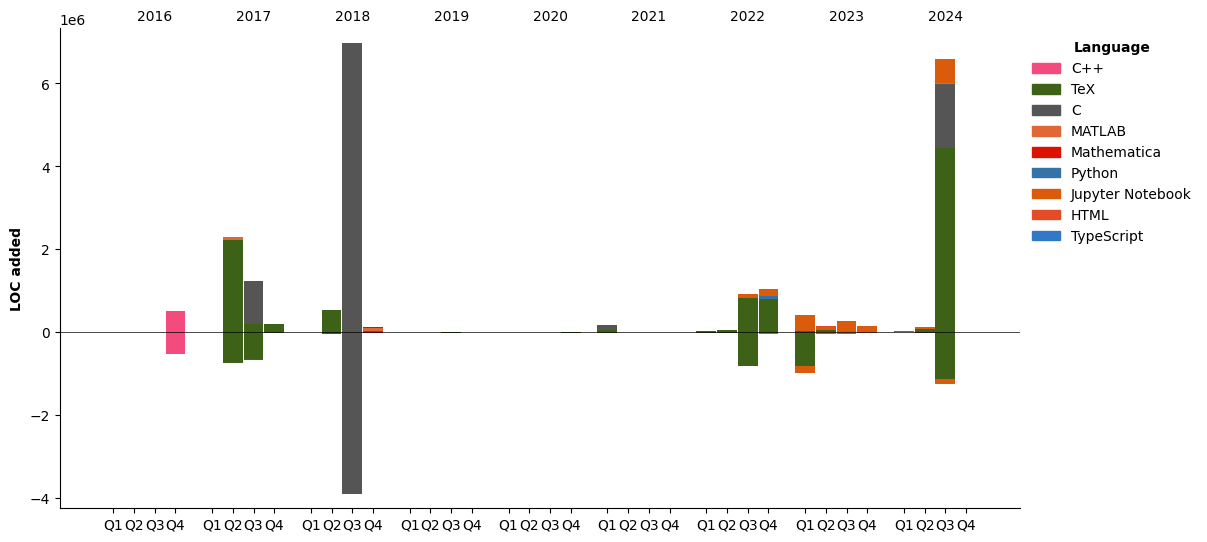 1e6
2016 2017 2018 2019 2020 2021 2022 2023 2024
LOC added
6
4
2
0
−2
−4
Q1 Q2 Q3 Q4 Q1 Q2 Q3 Q4 Q1 Q2 Q3 Q4 Q1 Q2 Q3 Q4 Q1 Q2 Q3 Q4 Q1 Q2 Q3 Q4 Q1 Q2 Q3 Q4 Q1 Q2 Q3 Q4 Q1 Q2 Q3 Q4
Language
C++
TeX
C
MATLAB
Mathematica
Python
Jupyter Notebook
HTML
TypeScript